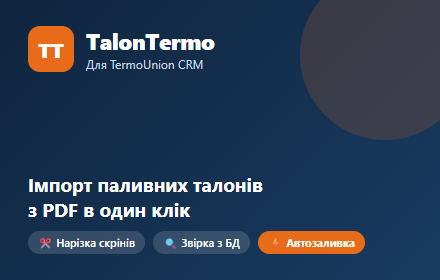 TT
TalonTermo
Для TermoUnion CRM
Імпорт паливних талонів
з PDF в один клік
Нарізка скрінів
Звірка з БД
Автозаливка